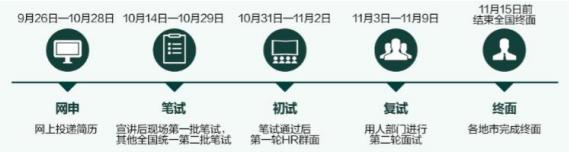 9月26日—10月28日
10月14日—10月29日
10月31日—11月2日
11月3日—11月9日
11月15日前
结束全国终面
网申
笔试
初试
复试
终面
网上投递简历
宣讲后现场第一批笔试、
其他全国统一第二批笔试
笔试通过后
第一轮HR群面
用人部门进行
第二轮面试
各地市完成终面